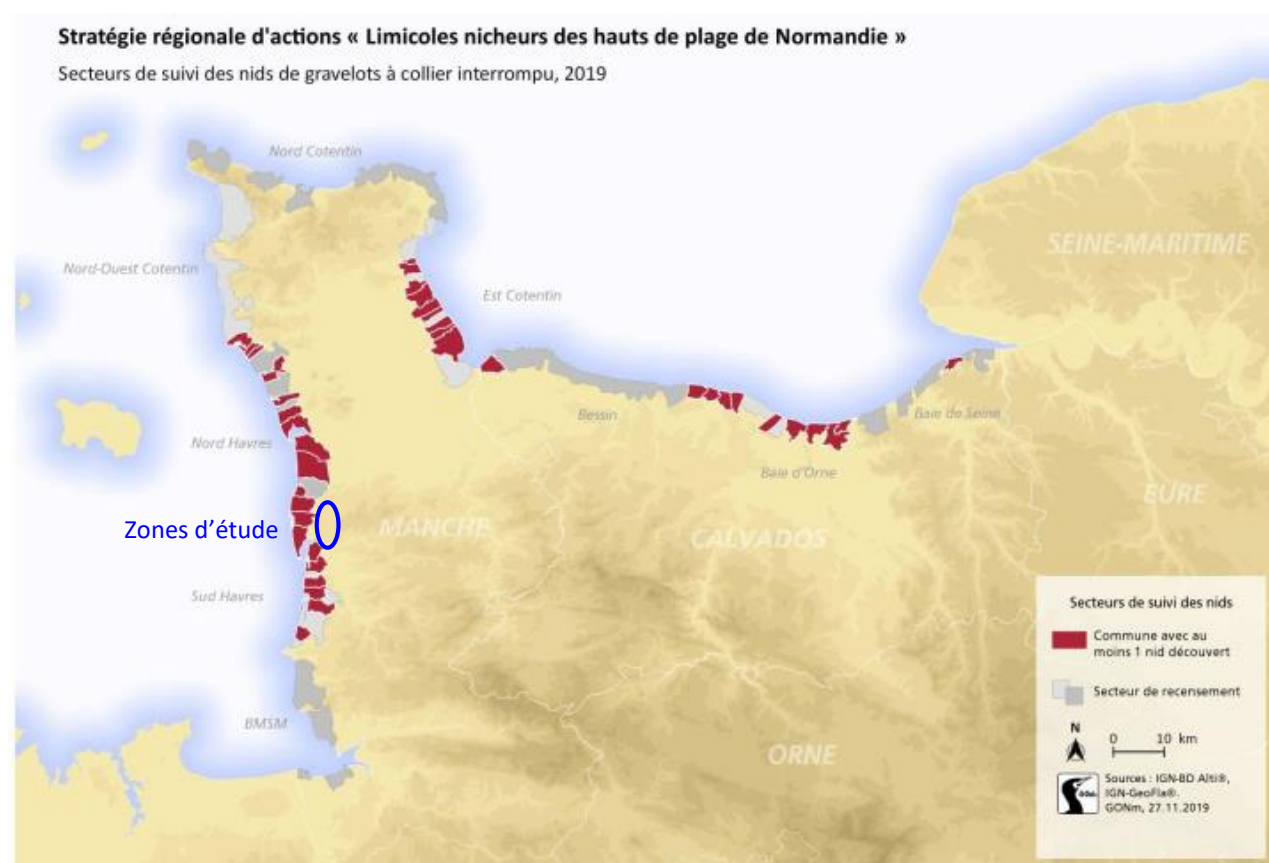 Stratégie régionale d'actions « Limicoles nicheurs des hauts de plage de Normandie »
Secteurs de suivi des nids de gravelots à collier interrompu, 2019
Nord Cotentin
SEINE-MARITIME
Nord-Ouest Cotentin
Est Cotentin
Bessin
Baie de Seine
Nord Havres
Baie d'Orne
EURE
Zones d'étude
MANCHE
CALVADOS
Sud Havres
BMSM
ORNE
Secteurs de suivi des nids
Commune avec au
moins 1 nid découvert
Secteur de recensement
N
0 10 km
Sources : IGN-BD Alti®,
IGN-GeoFla®.
GONm, 27.11.2019